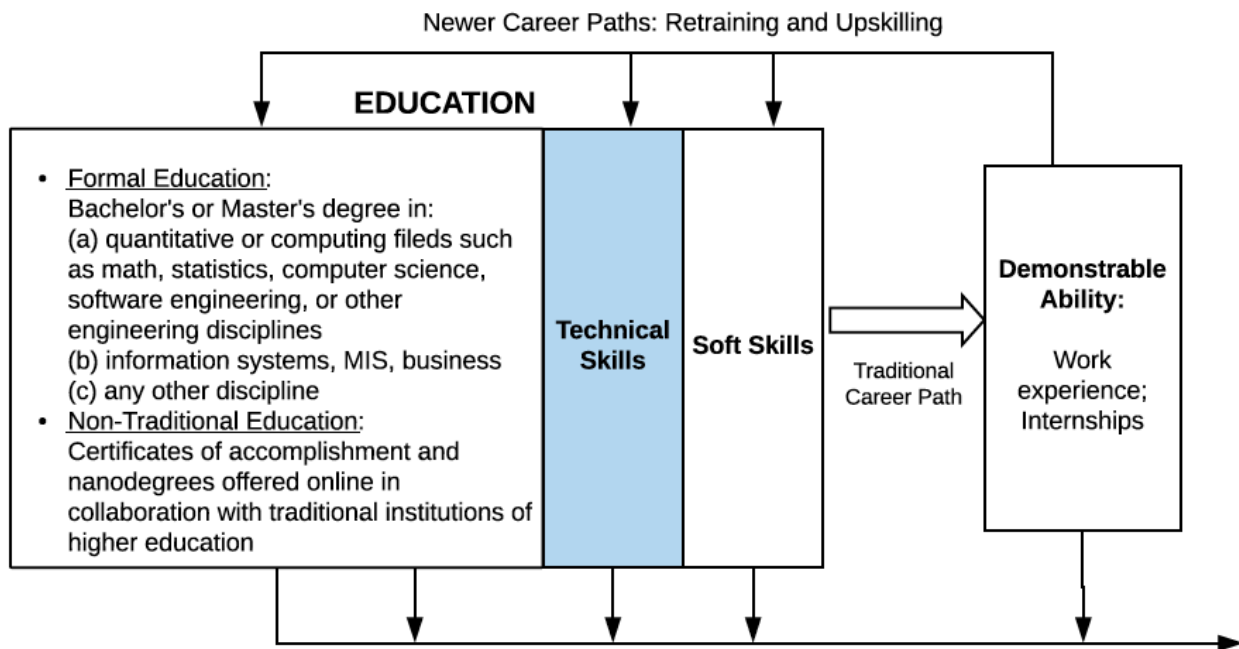 Newer Career Paths: Retraining and Upskilling
EDUCATION
• Formal Education:
Bachelor's or Master's degree in:
(a) quantitative or computing fileds such
as math, statistics, computer science,
software engineering, or other
engineering disciplines
(b) information systems, MIS, business
(c) any other discipline
• Non-Traditional Education:
Certificates of accomplishment and
nanodegrees offered online in
collaboration with traditional institutions of
higher education
Technical
Skills
Soft Skills
Traditional
Career Path
Demonstrable
Ability:
Work
experience;
Internships